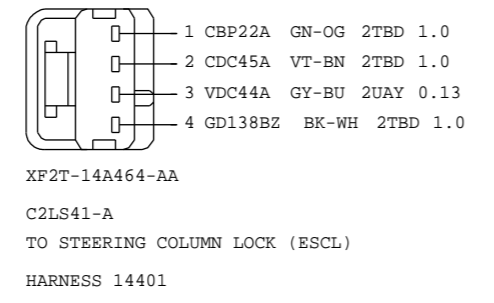 1 CBP22A GN-OG 2TBD 1.0
2 CDC45A VT-BN 2TBD 1.0
3 VDC44A GY-BU 2UAY 0.13
4 GD138BZ BK-WH 2TBD 1.0
XF2T-14A464-AA
C2LS41-A
TO STEERING COLUMN LOCK (ESCL)
HARNESS 14401